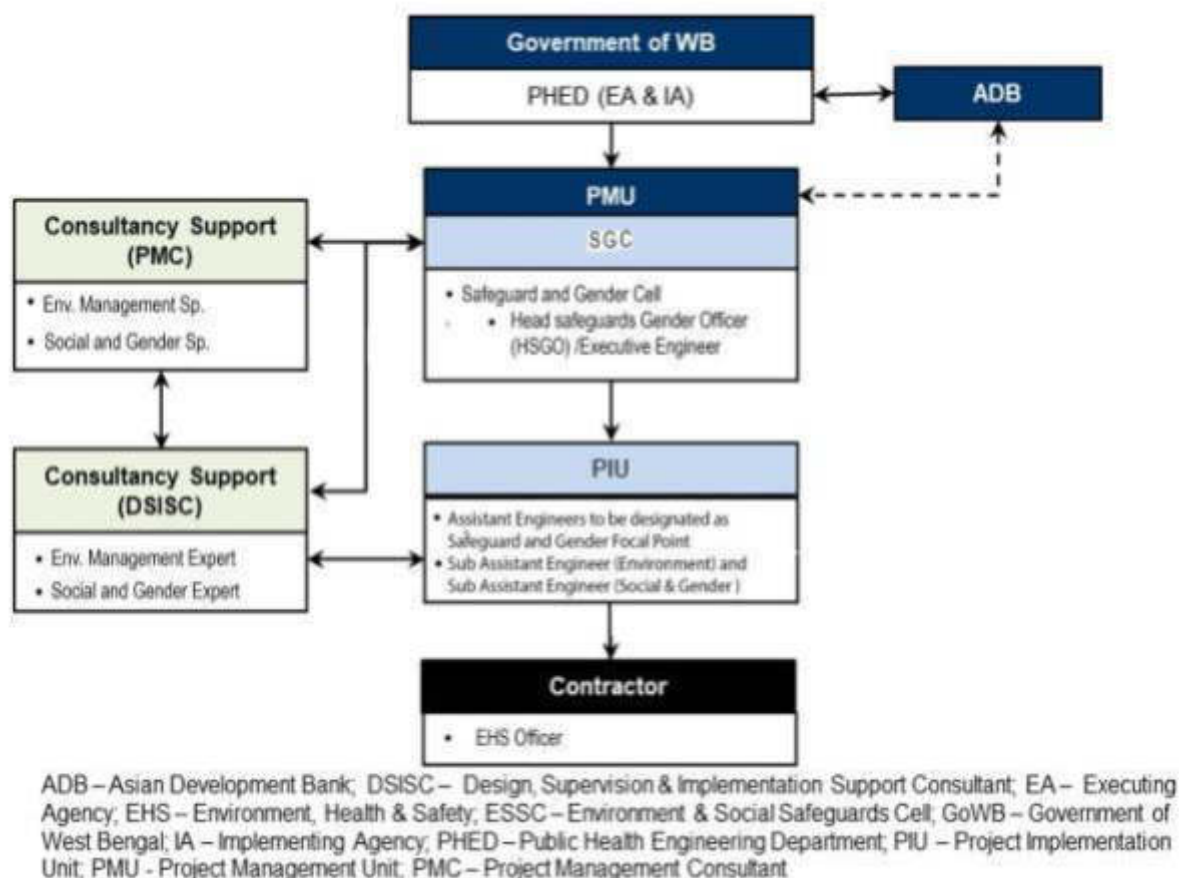 Government of WB
PHED (EA & IA)
ADB
PMU
SGC
• Safeguard and Gender Cell
• Head safeguards Gender Officer
(HSGO) /Executive Engineer
Consultancy Support
(PMC)
• Env. Management Sp.
• Social and Gender Sp.
Consultancy Support
(DSISC)
• Env. Management Expert
• Social and Gender Expert
PIU
• Assistant Engineers to be designated as
Safeguard and Gender Focal Point
• Sub Assistant Engineer (Environment) and
Sub Assistant Engineer (Social & Gender )
Contractor
• EHS Officer
ADB – Asian Development Bank; DSISC – Design, Supervision & Implementation Support Consultant; EA – Executing
Agency; EHS – Environment, Health & Safety; ESSC – Environment & Social Safeguards Cell; GoWB – Government of
West Bengal; IA – Implementing Agency; PHED – Public Health Engineering Department; PIU – Project Implementation
Unit; PMU - Project Management Unit; PMC – Project Management Consultant